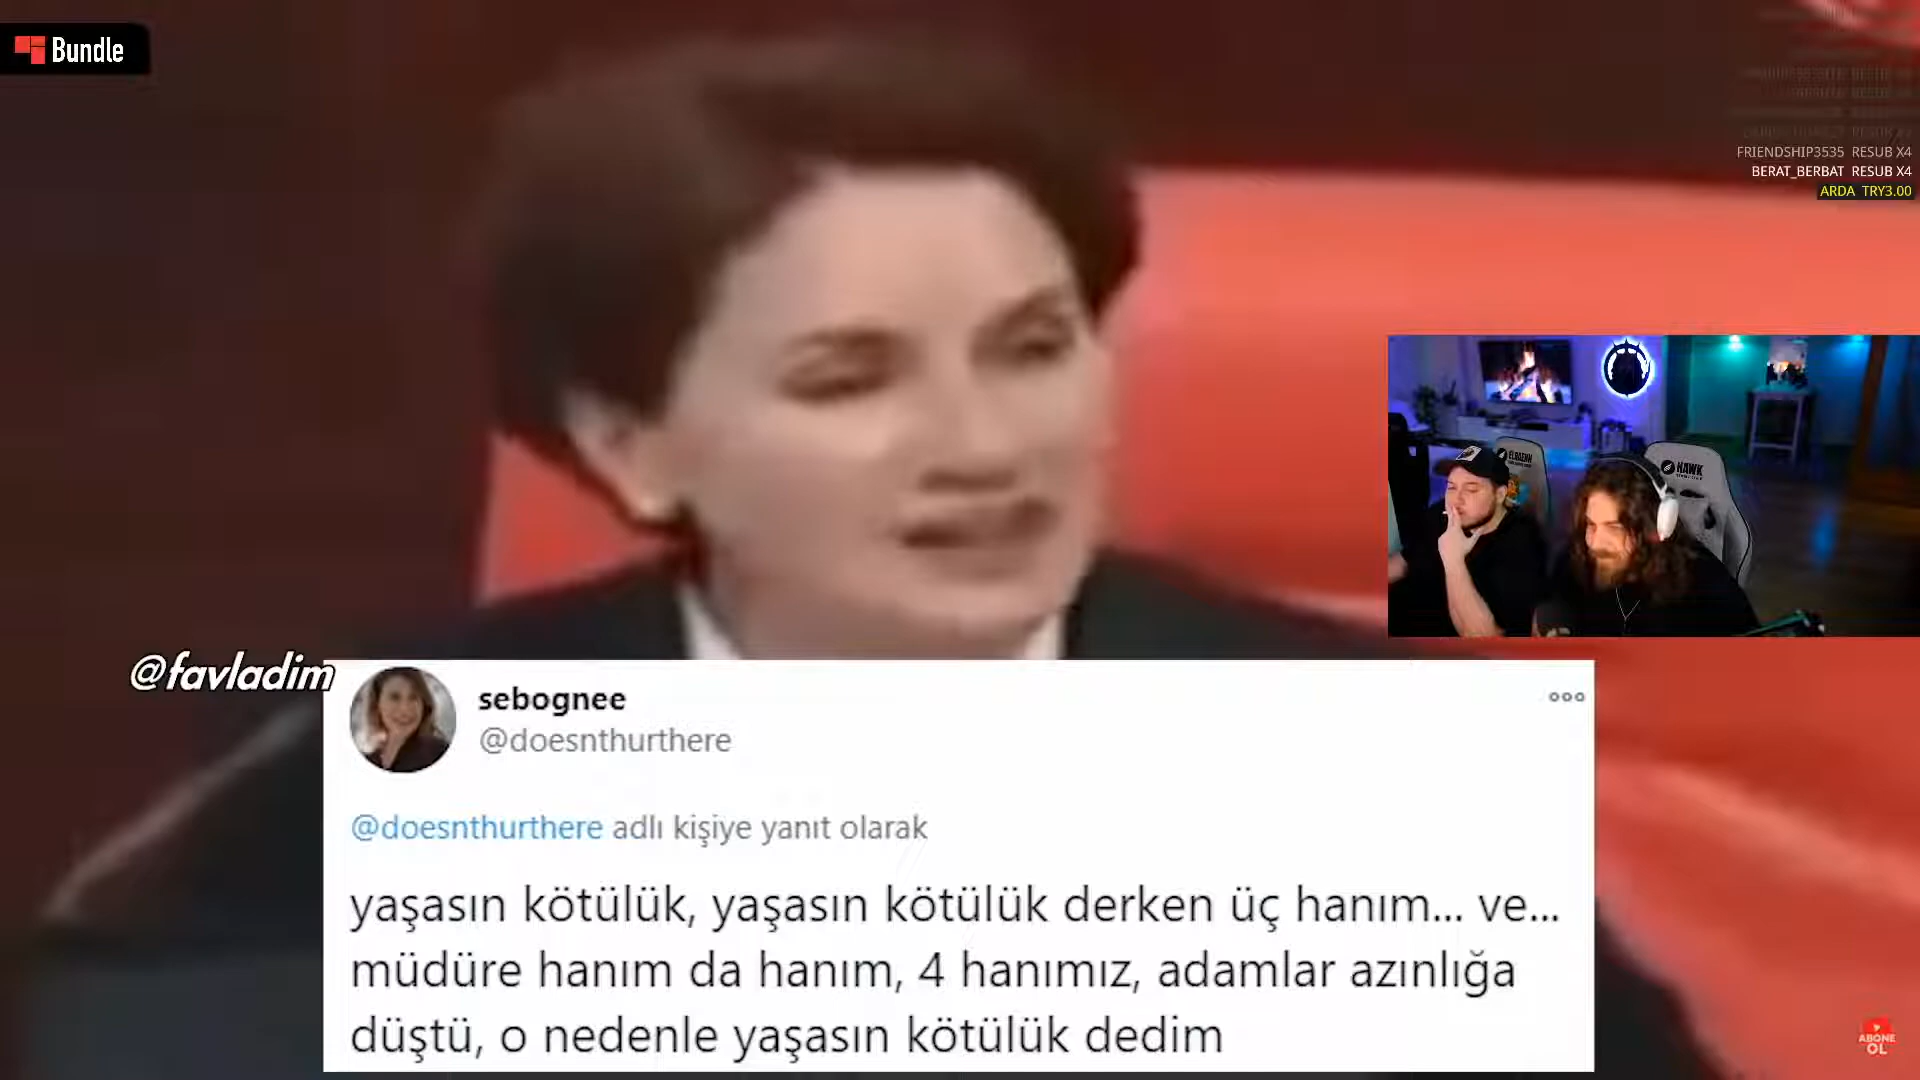 Bundle
FRIENDSHIP3535 RESUB X4
BERAT_BERBAT RESUB X4
ARDA TRY3.00
HAWK
@favladim
sebognee
@doesnthurthere
@doesnthurthere adlı kişiye yanıt olarak
yaşasın kötülük, yaşasın kötülük derken üç hanım... ve...
müdüre hanım da hanım, 4 hanımız, adamlar azınlığa
düştü, o nedenle yaşasın kötülük dedim
ABONE
OL